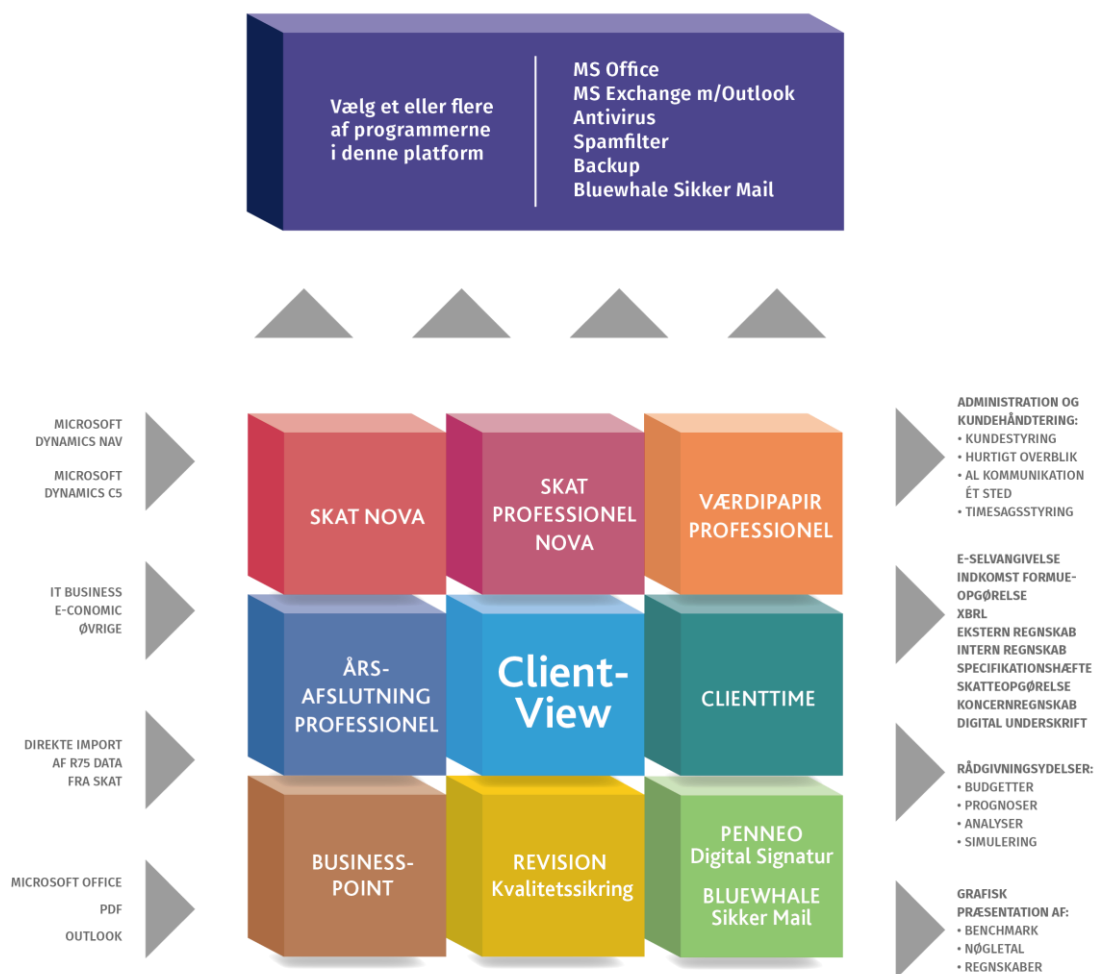 Vælg et eller flere
af programmerne
i denne platform
MS Office
MS Exchange m/Outlook
Antivirus
Spamfilter
Backup
Bluewhale Sikker Mail
MICROSOFT
DYNAMICS NAV
MICROSOFT
DYNAMICS C5
IT BUSINESS
E-CONOMIC
ØVRIGE
DIREKTE IMPORT
AF R75 DATA
FRA SKAT
MICROSOFT OFFICE
PDF
OUTLOOK
SKAT NOVA
SKAT
PROFESSIONEL
NOVA
VÆRDIPAPIR
PROFESSIONEL
ÅRS-
AFSLUTNING
PROFESSIONEL
Client-
View
CLIENTTIME
BUSINESS-
POINT
REVISION
Kvalitetssikring
PENNEO
Digital Signatur
BLUEWHALE
Sikker Mail
ADMINISTRATION OG
KUNDEHÅNDTERING:
• KUNDESTYRING
• HURTIGT OVERBLIK
• AL KOMMUNIKATION
ÉT STED
• TIMESAGSSTYRING
E-SELVANGIVELSE
INDKOMST FORMUE-
OPGØRELSE
XBRL
EKSTERN REGNSKAB
INTERN REGNSKAB
SPECIFIKATIONSHÆFTE
SKATTEOPGØRELSE
KONCERNREGNSKAB
DIGITAL UNDERSKRIFT
RÅDGIVNINGSYDELSER:
• BUDGETTER
• PROGNOSER
• ANALYSER
• SIMULERING
GRAFISK
PRÆSENTATION AF:
• BENCHMARK
• NØGLETAL
• REGNSKABER